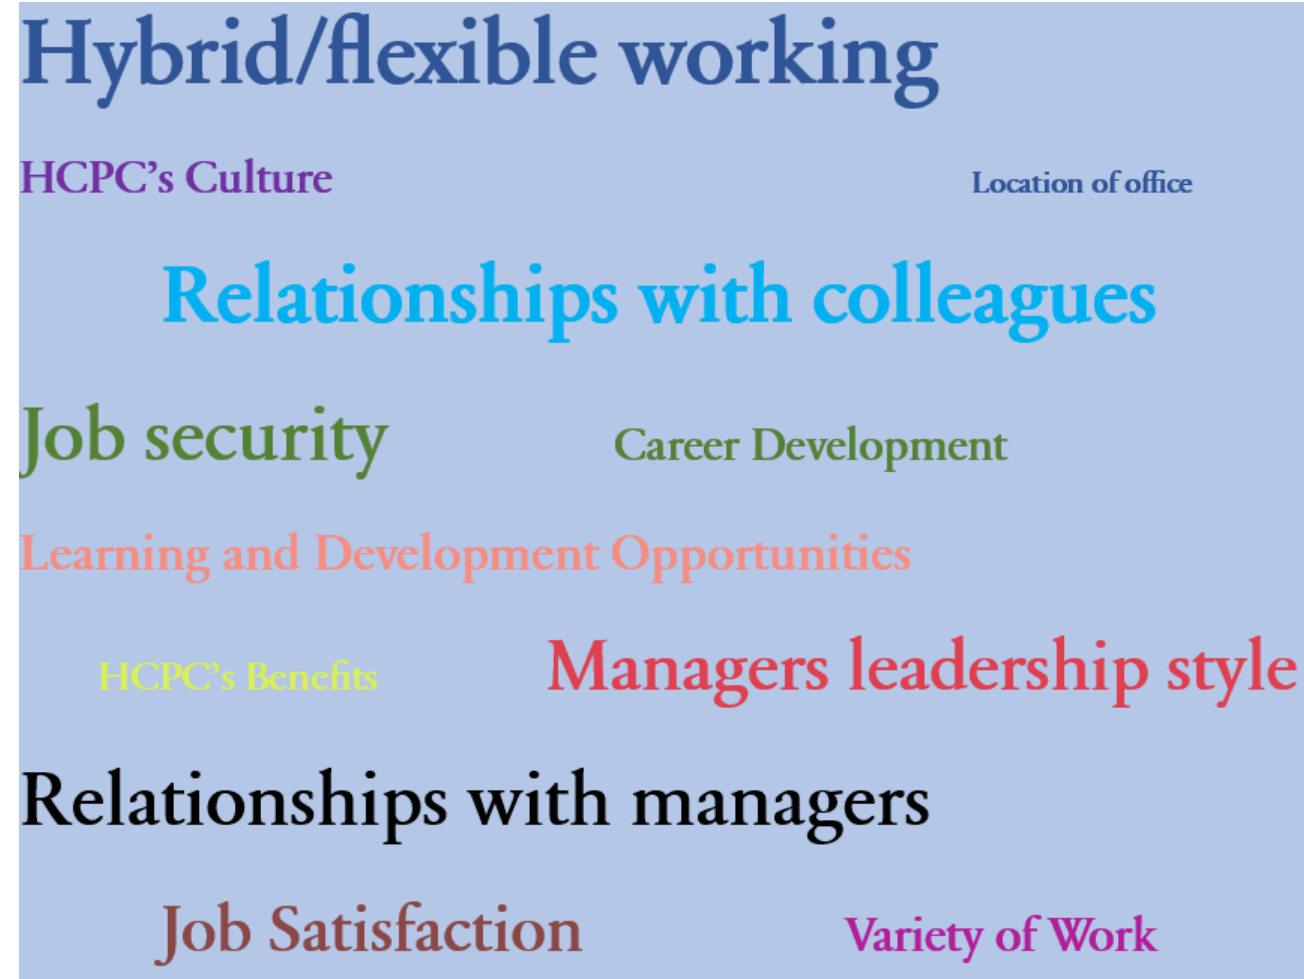 Hybrid/flexible working
HCPC’s Culture Location of office
Relationships with colleagues
Job security Career Development
Learning and Development Opportunities
HCPC’s Benefits Managers leadership style
Relationships with managers
Job Satisfaction Variety of Work